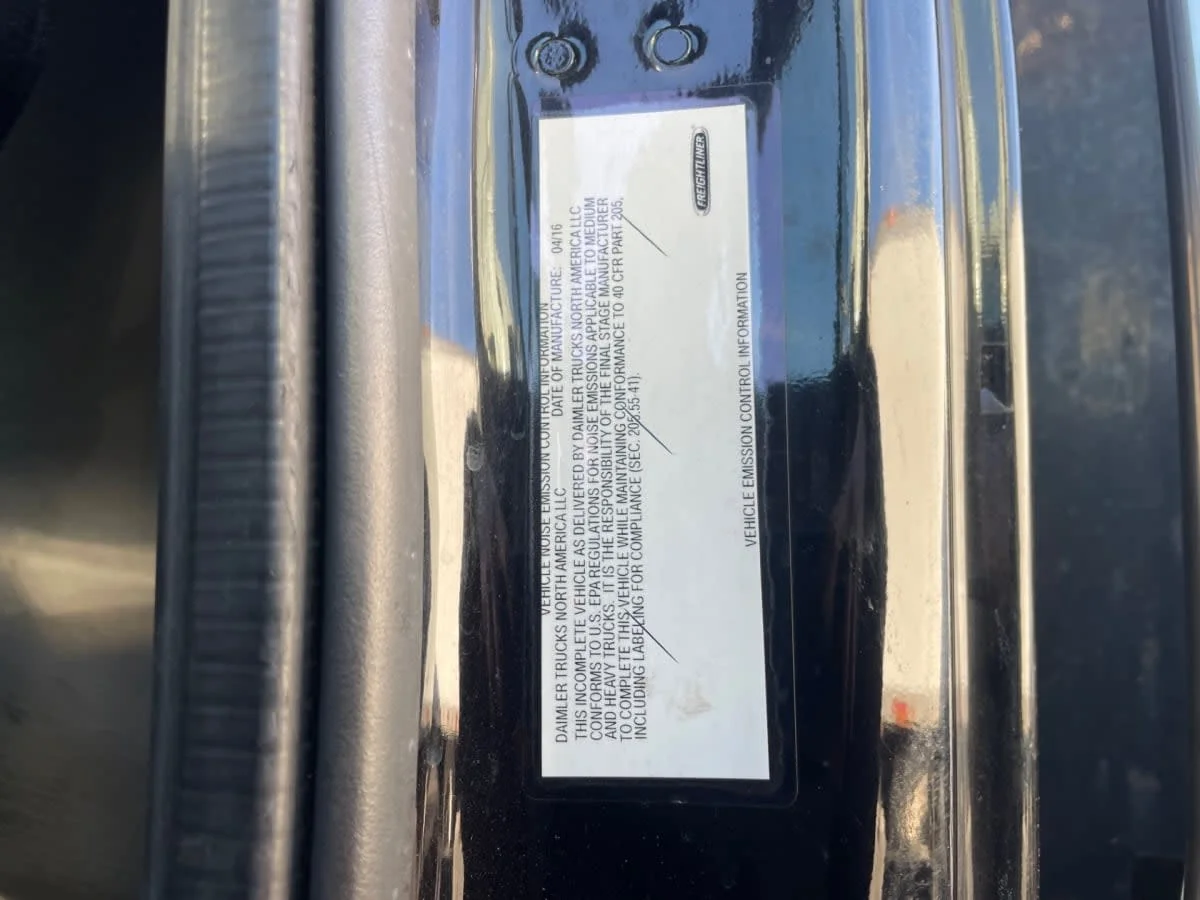 VEHICLE NOISE EMISSION CONTROL INFORMATION
DAIMLER TRUCKS NORTH AMERICA LLC DATE OF MANUFACTURE: 04/16
THIS INCOMPLETE VEHICLE AS DELIVERED BY DAIMLER TRUCKS NORTH AMERICA LLC
CONFORMS TO U.S. EPA REGULATIONS FOR NOISE EMISSIONS APPLICABLE TO MEDIUM
AND HEAVY TRUCKS. IT IS THE RESPONSIBILITY OF THE FINAL STAGE MANUFACTURER
TO COMPLETE THIS VEHICLE WHILE MAINTAINING CONFORMANCE TO 40 CFR PART 205,
INCLUDING LABELING FOR COMPLIANCE (SEC. 205.55-41).
FREIGHTLINER
VEHICLE EMISSION CONTROL INFORMATION